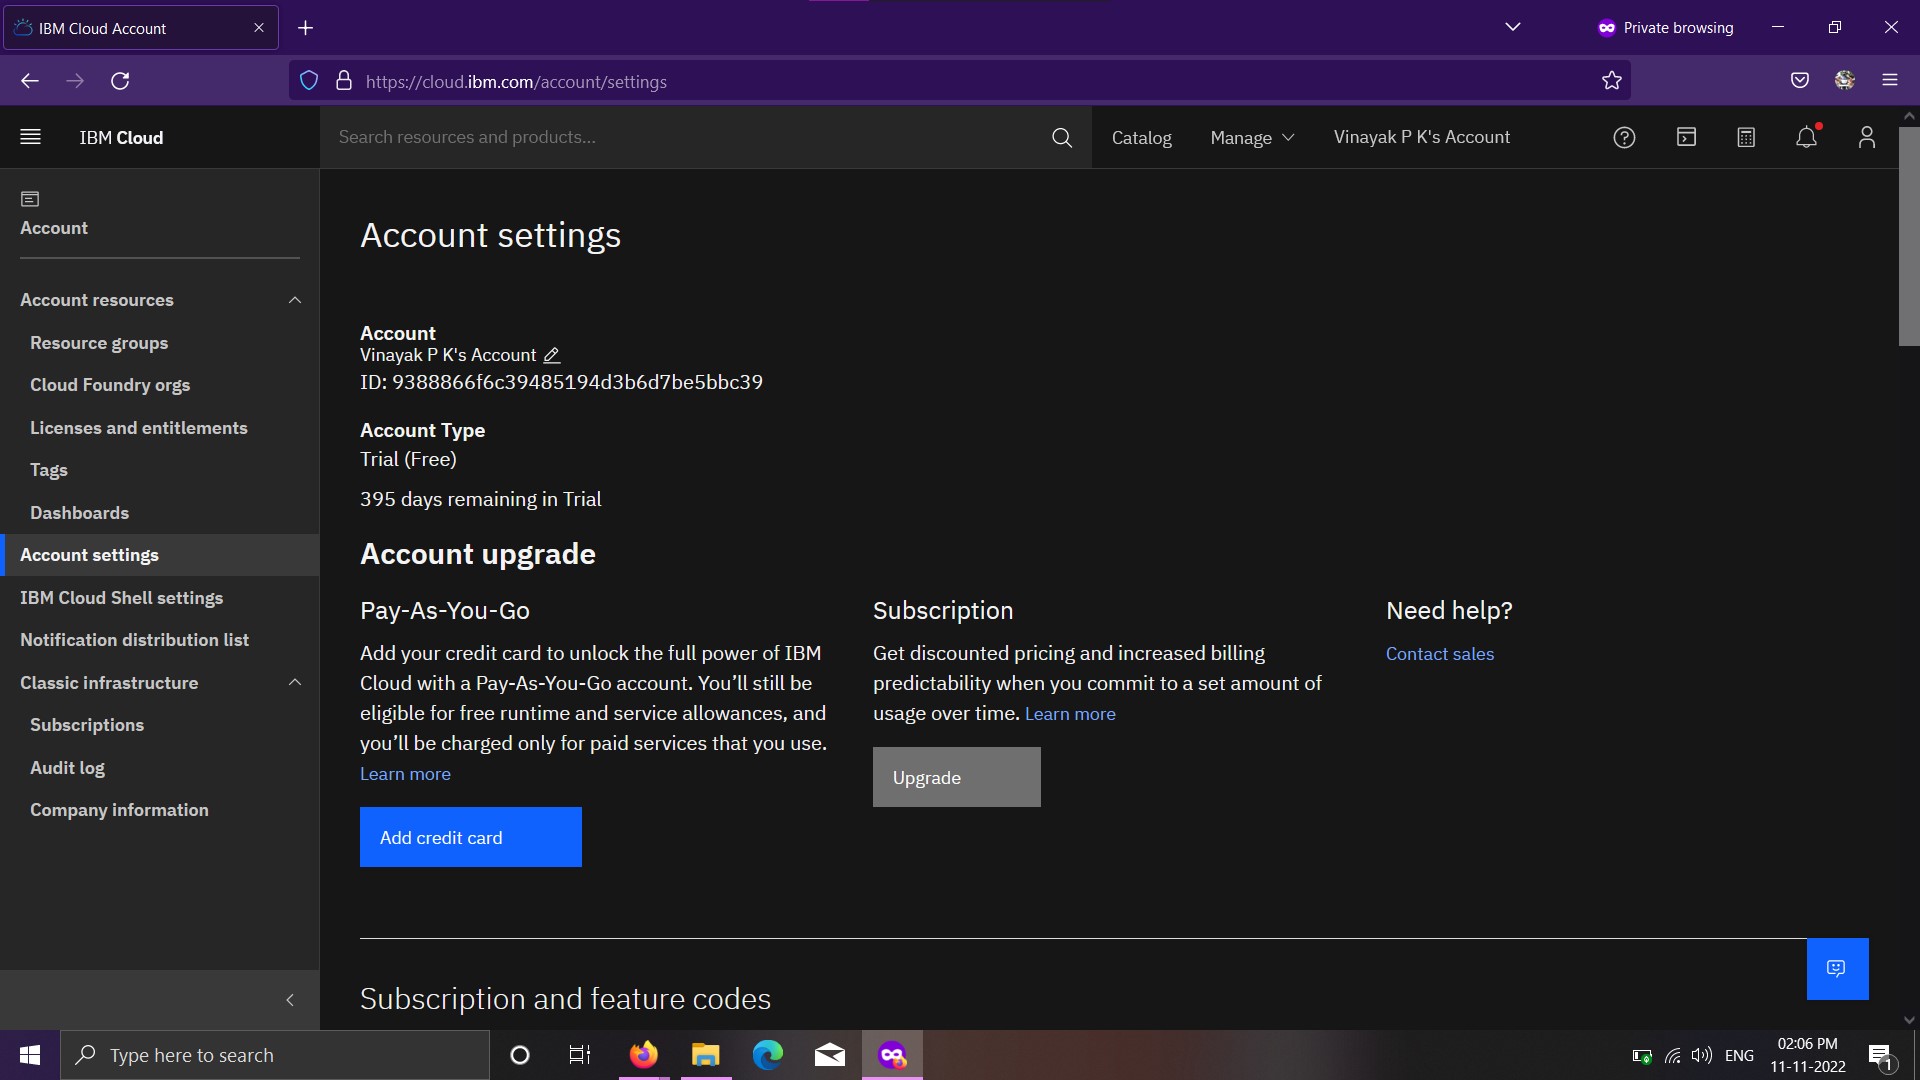 IBM Cloud Account
Private browsing
https://cloud.ibm.com/account/settings
IBM Cloud
Search resources and products...
Catalog
Manage
Vinayak P K's Account
Account
Account resources
Resource groups
Cloud Foundry orgs
Licenses and entitlements
Tags
Dashboards
Account settings
IBM Cloud Shell settings
Notification distribution list
Classic infrastructure
Subscriptions
Audit log
Company information
Account settings
Account
Vinayak P K's Account
ID: 9388866f6c39485194d3b6d7be5bbc39
Account Type
Trial (Free)
395 days remaining in Trial
Account upgrade
Pay-As-You-Go
Add your credit card to unlock the full power of IBM
Cloud with a Pay-As-You-Go account. You’ll still be
eligible for free runtime and service allowances, and
you’ll be charged only for paid services that you use.
Learn more
Add credit card
Subscription
Get discounted pricing and increased billing
predictability when you commit to a set amount of
usage over time. Learn more
Upgrade
Need help?
Contact sales
Subscription and feature codes
Type here to search
ENG
02:06 PM
11-11-2022
1